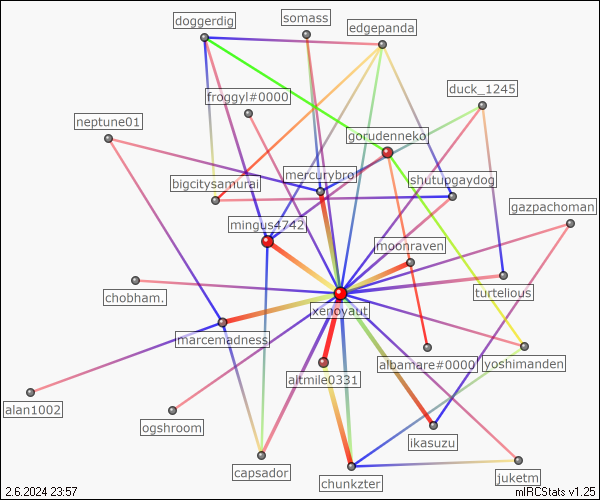 somass
doggerdig
edgepanda
duck_1245
froggyl#0000
neptune01
gorudenneko
mercurybro
shutupgaydog
bigcitysamurai
gazpachoman
mingus4742
moonraven
turtelious
chobham.
xenoyaut
marcemadness
albamare#0000
yoshimanden
altmile0331
alan1002
ogshroom
ikasuzu
capsador
chunkzter
juketm
2.6.2024 23:57
mIRCStats v1.25